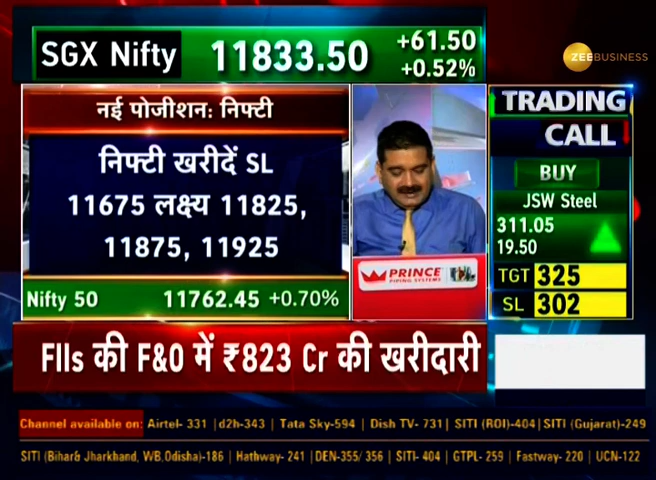 SGX Nifty 11833.50 +61.50
+0.52%
ZEEBUSINESS
नई पोजीशन: निफ्टी
निफ्टी खरीदें SL
11675 लक्ष्य 11825,
11875, 11925
Nifty 50 11762.45 +0.70%
PRINCE
PIPING SYSTEMS
TRADING
CALL
BUY
JSW Steel
311.05
19.50
TGT 325
SL 302
FIIs की F&O में ₹823 Cr की खरीदारी
Channel available on: Airtel- 331 |d2h-343 | Tata Sky-594 | Dish TV- 731| SITI (ROI)-404|SITI (Gujarat)-249
SITI (Bihar& Jharkhand, WB,Odisha)-186 | Hathway- 241 |DEN-355/ 356 | SITI- 404 | GTPL- 259 | Fastway- 220 | UCN-122